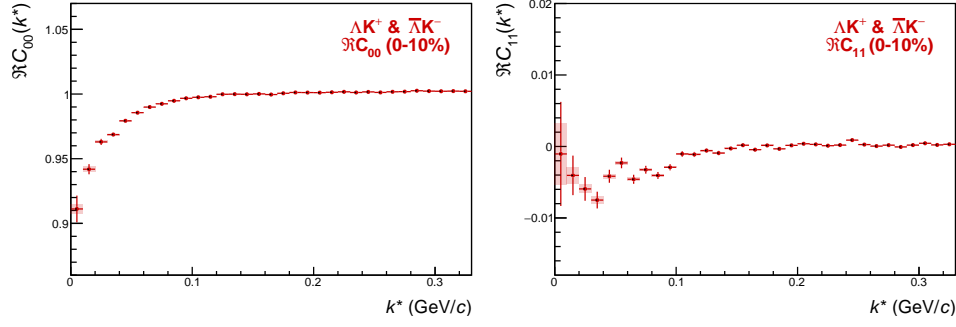 ℜC₀₀(k*)
1.05
1
0.95
0.9
ΛK⁺ & Λ̅K⁻
ℜC₀₀ (0-10%)
0 0.1 0.2 0.3
k* (GeV/c)
ℜC₁₁(k*)
0.02
0.01
0
−0.01
ΛK⁺ & Λ̅K⁻
ℜC₁₁ (0-10%)
0 0.1 0.2 0.3
k* (GeV/c)